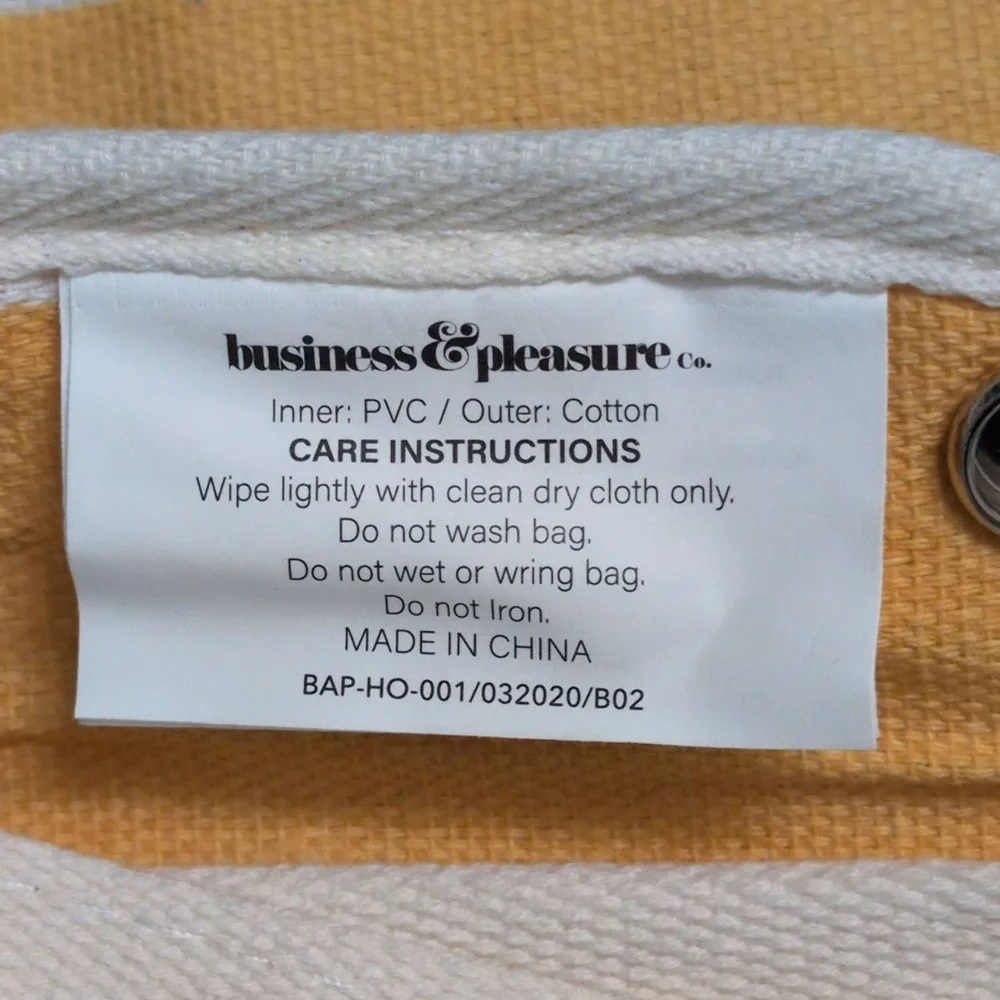 business & pleasure Co.
Inner: PVC / Outer: Cotton
CARE INSTRUCTIONS
Wipe lightly with clean dry cloth only.
Do not wash bag.
Do not wet or wring bag.
Do not Iron.
MADE IN CHINA
BAP-HO-001/032020/B02